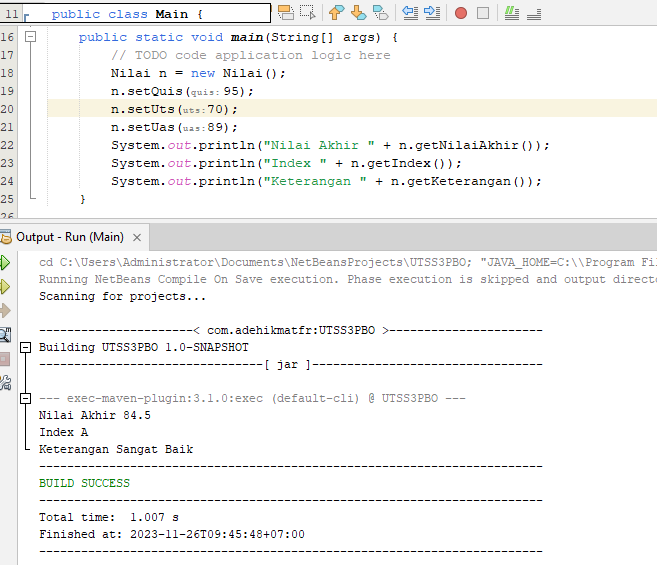 11 public class Main {
16 public static void main(String[] args) {
17 // TODO code application logic here
18 Nilai n = new Nilai();
19 n.setQuis(quis: 95);
20 n.setUts(uts: 70);
21 n.setUas(uas: 89);
22 System.out.println("Nilai Akhir " + n.getNilaiAkhir());
23 System.out.println("Index " + n.getIndex());
24 System.out.println("Keterangan " + n.getKeterangan());
25 }
26
Output - Run (Main) ×
cd C:\Users\Administrator\Documents\NetBeansProjects\UTSS3PBO; "JAVA_HOME=C:\\Program Fil
Running NetBeans Compile On Save execution. Phase execution is skipped and output directo
Scanning for projects...
----------------------< com.adehikmatfr:UTSS3PBO >----------------------
Building UTSS3PBO 1.0-SNAPSHOT
--------------------------------[ jar ]---------------------------------
--- exec-maven-plugin:3.1.0:exec (default-cli) @ UTSS3PBO ---
Nilai Akhir 84.5
Index A
Keterangan Sangat Baik
------------------------------------------------------------------------
BUILD SUCCESS
------------------------------------------------------------------------
Total time:  1.007 s
Finished at: 2023-11-26T09:45:48+07:00
------------------------------------------------------------------------